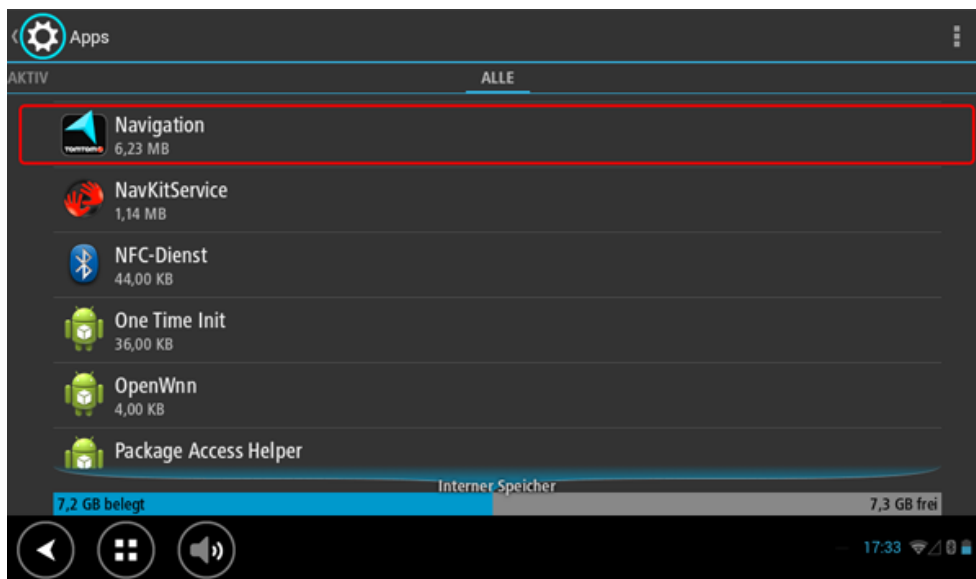 Apps
AKTIV
ALLE
Navigation
6,23 MB
TOMTOM
NavKitService
1,14 MB
NFC-Dienst
44,00 KB
One Time Init
36,00 KB
OpenWnn
4,00 KB
Package Access Helper
Interner Speicher
7,2 GB belegt
7,3 GB frei
17:33